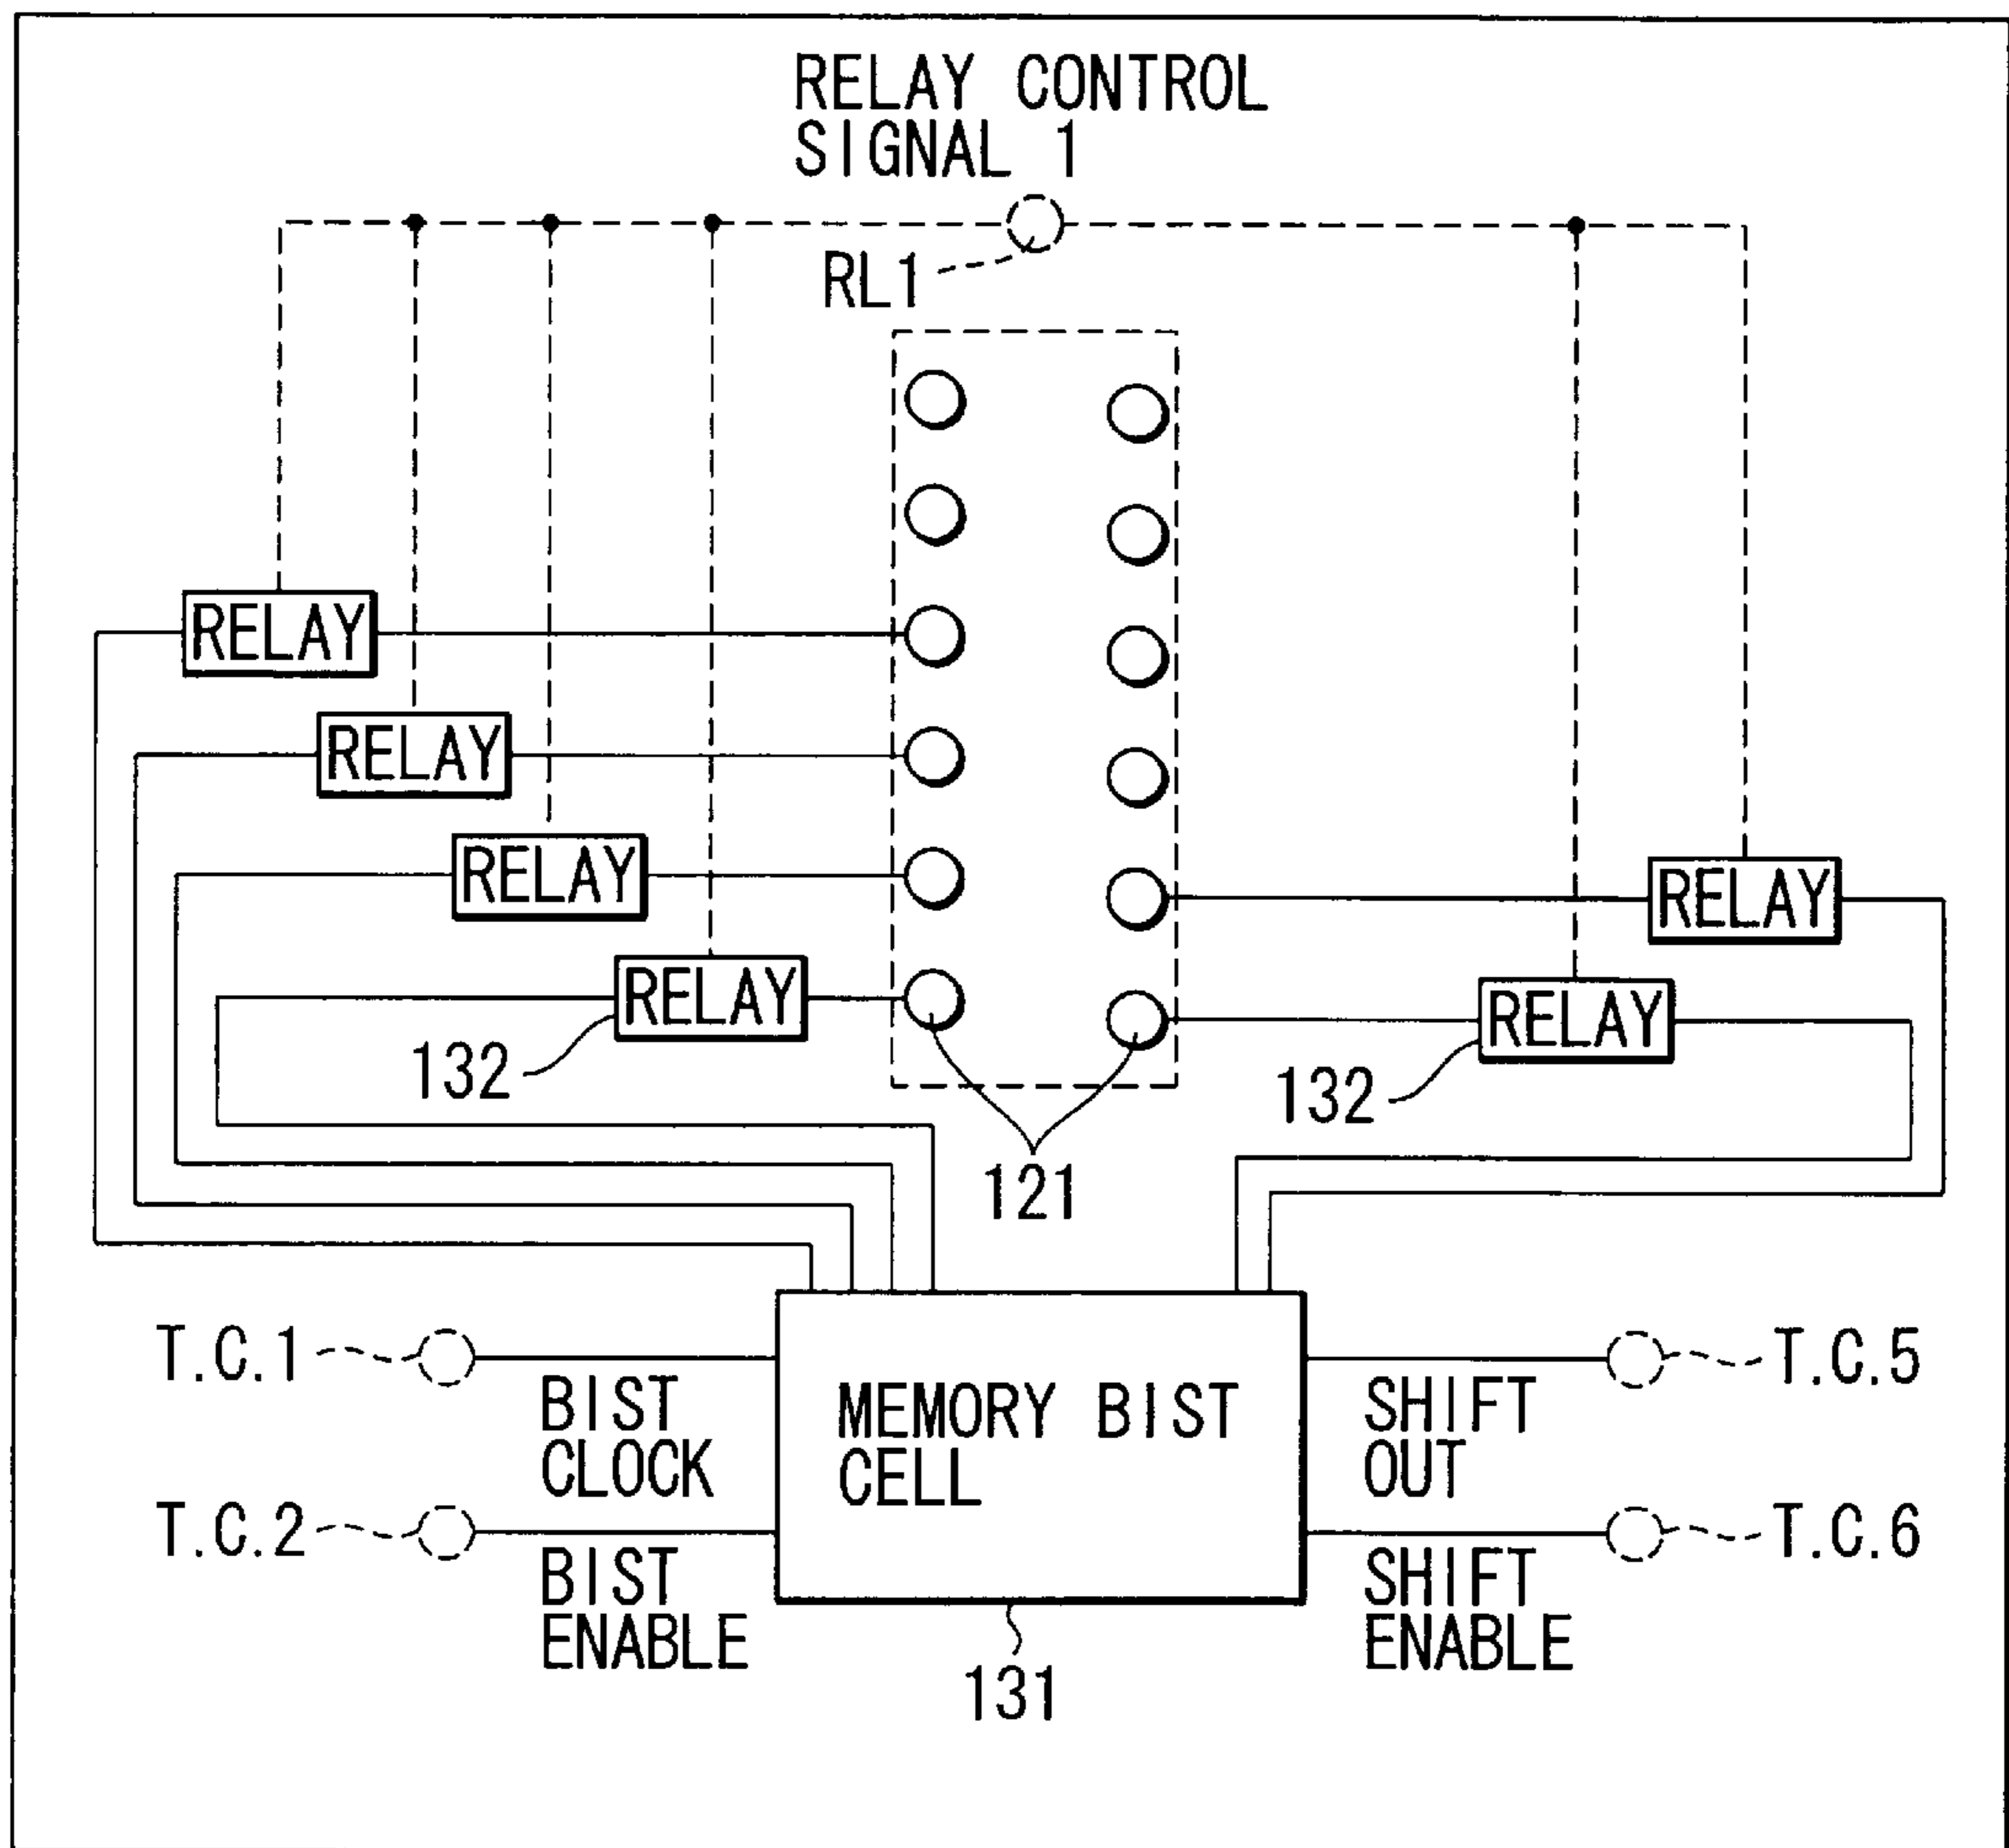 RELAY CONTROL
SIGNAL 1
RL1
RELAY
RELAY
RELAY
RELAY
RELAY
RELAY
132
132
121
T.C.1
BIST
CLOCK
MEMORY BIST
CELL
SHIFT
OUT
T.C.5
T.C.2
BIST
ENABLE
SHIFT
ENABLE
T.C.6
131